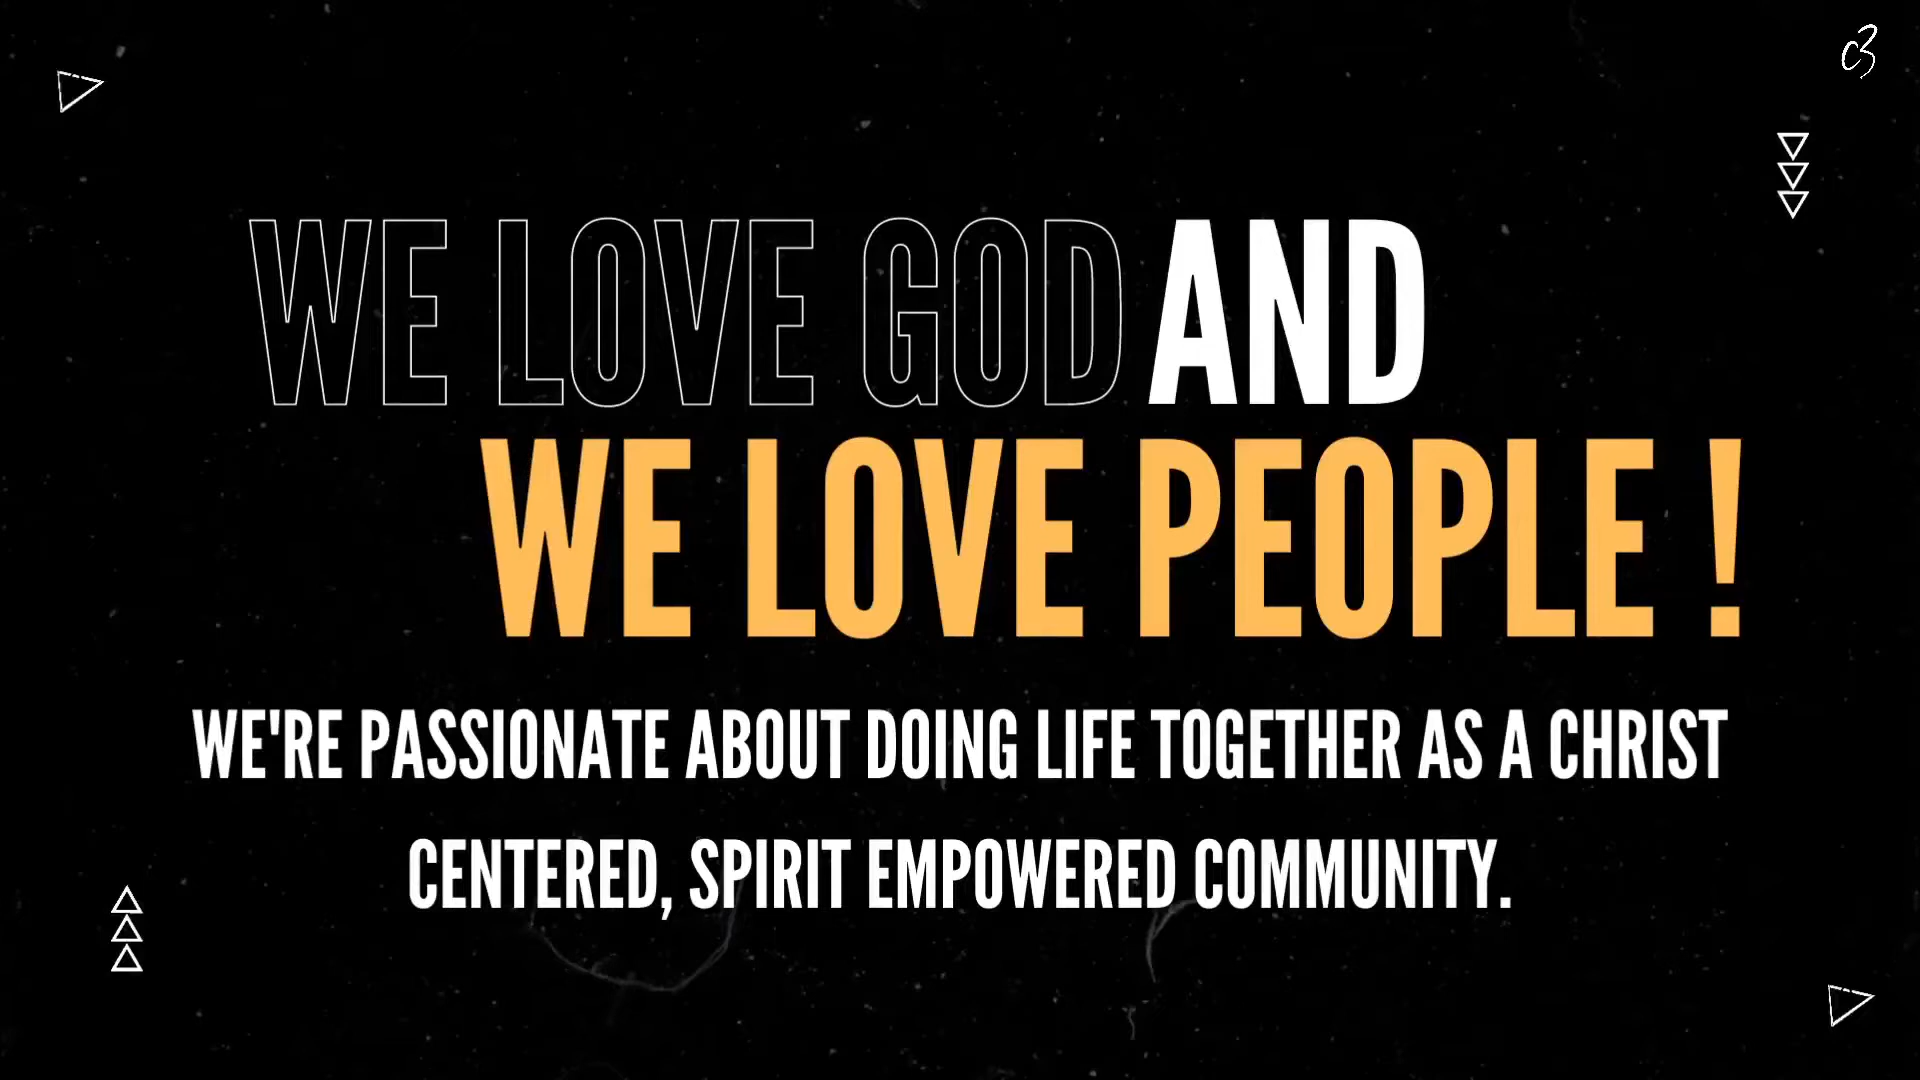 C3
WE LOVE GOD AND
WE LOVE PEOPLE !
WE'RE PASSIONATE ABOUT DOING LIFE TOGETHER AS A CHRIST
CENTERED, SPIRIT EMPOWERED COMMUNITY.